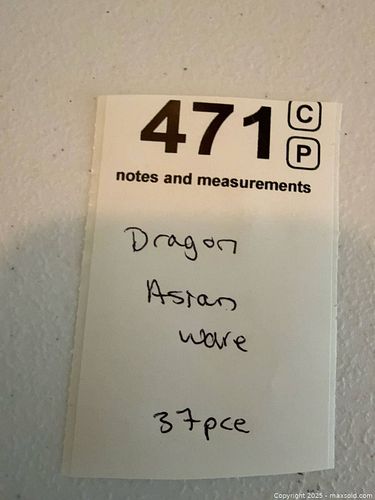 471 C
P
notes and measurements
Dragon
Asian
ware
37pce
Copyright 2025 - maxsold.com